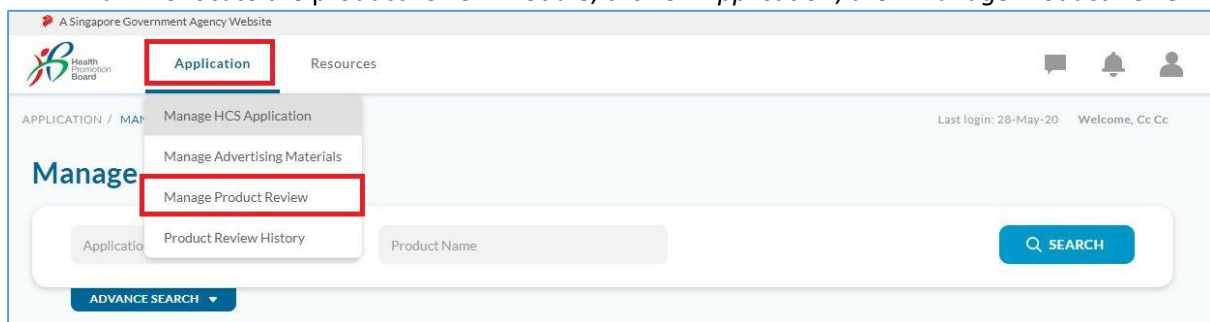 A Singapore Government Agency Website
Health
Promotion
Board
Application
Resources
APPLICATION / MAN
Manage HCS Application
Last login: 28-May-20 Welcome, Cc Cc
Manage Advertising Materials
Manage
Manage Product Review
Product Review History
Applicatio
Product Name
SEARCH
ADVANCE SEARCH